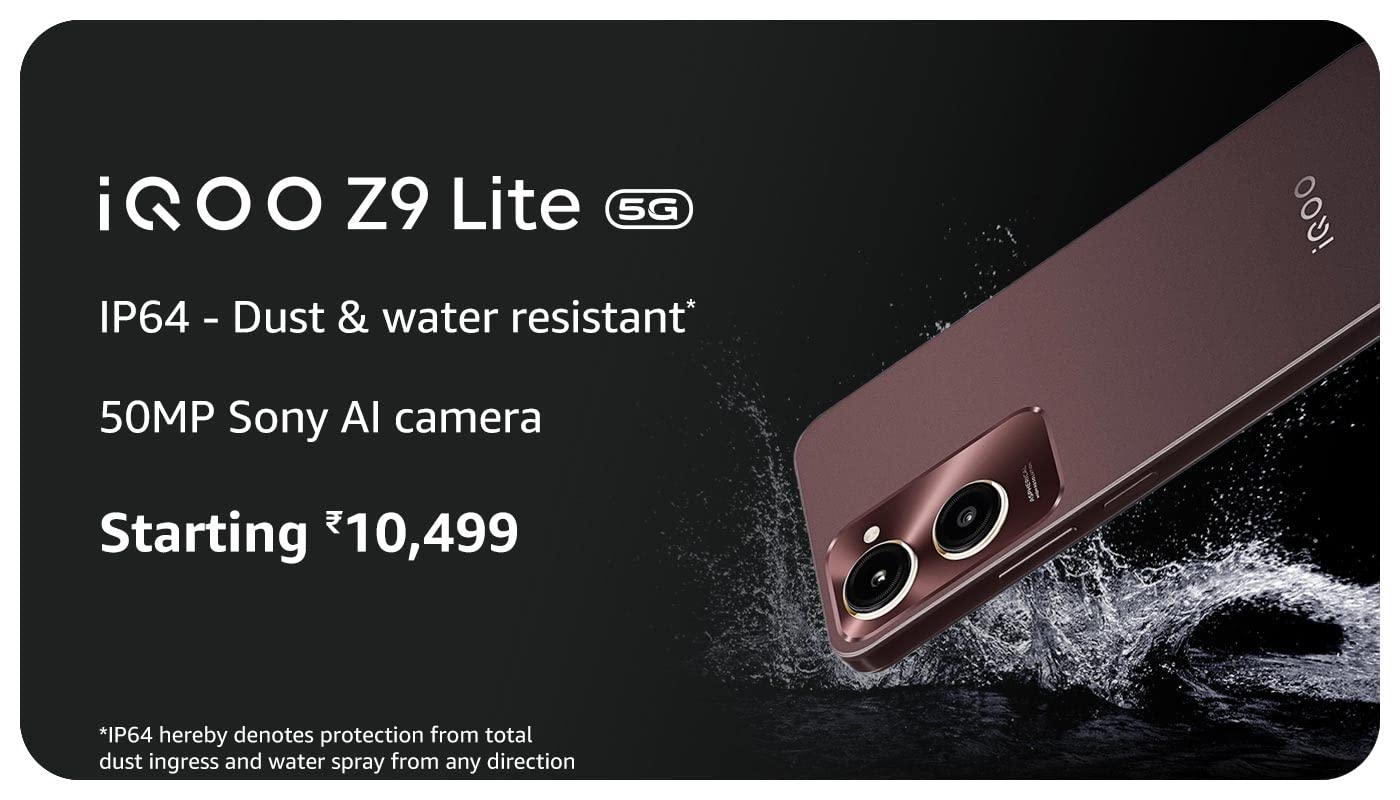 iQOO Z9 Lite 5G
IP64 - Dust & water resistant*
50MP Sony AI camera
Starting ₹10,499
*IP64 hereby denotes protection from total
dust ingress and water spray from any direction
iQOO
ASPHERICAL